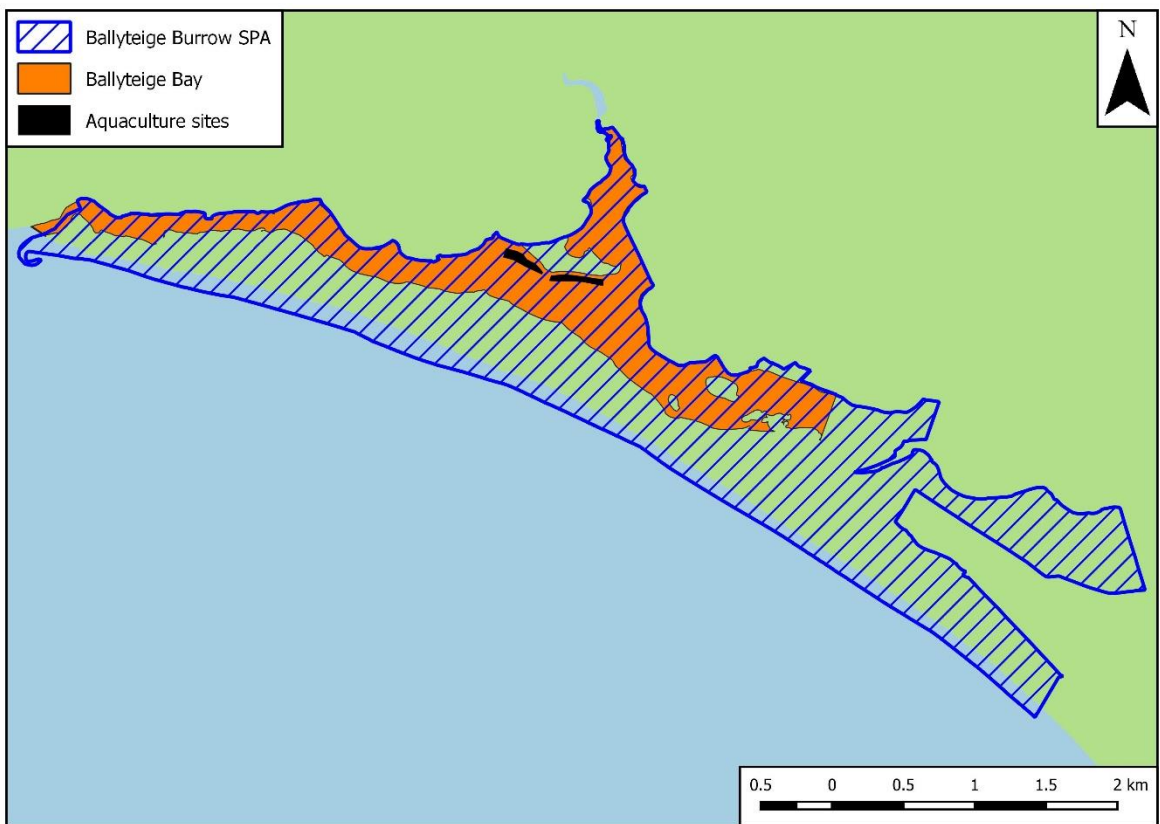 Ballyteige Burrow SPA
Ballyteige Bay
Aquaculture sites
N
0.5 0 0.5 1 1.5 2 km